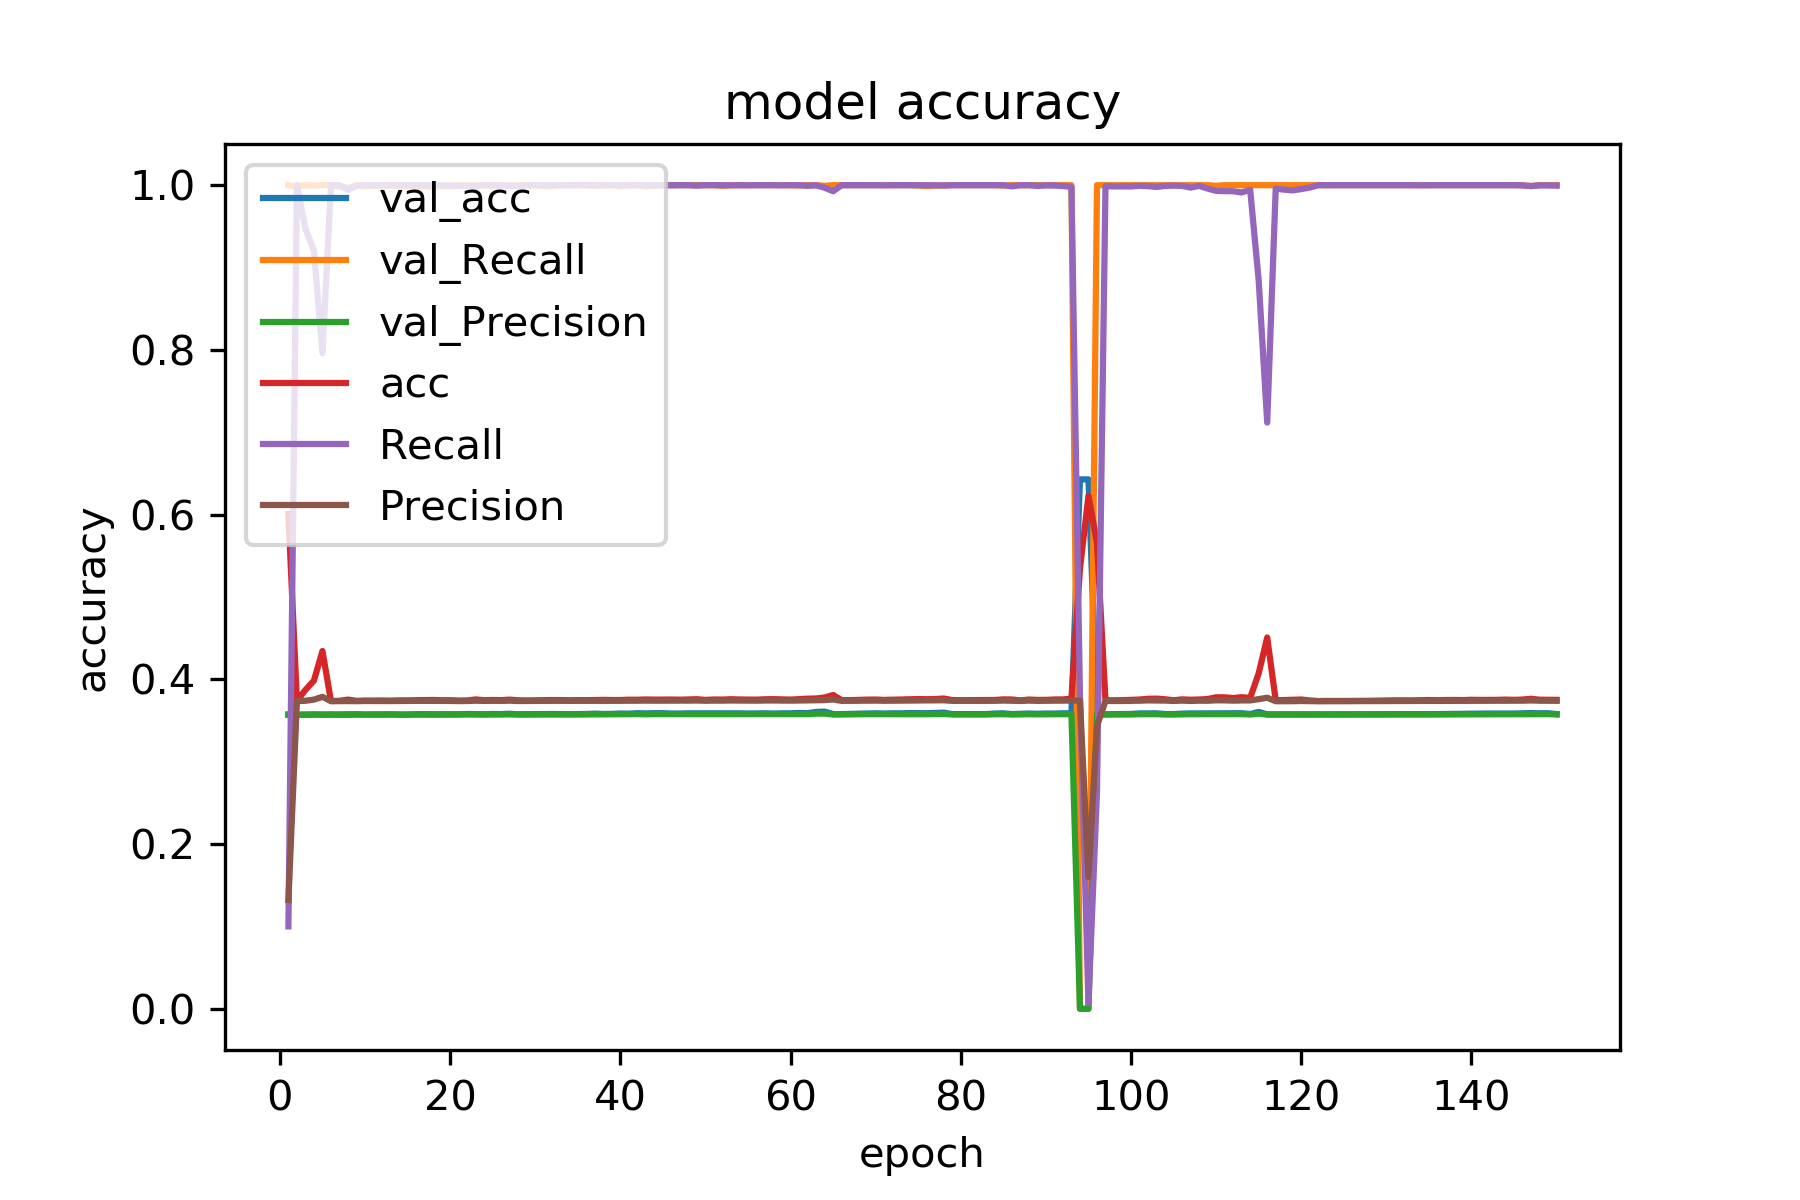 model accuracy
val_acc
val_Recall
val_Precision
acc
Recall
Precision
accuracy
1.0
0.8
0.6
0.4
0.2
0.0
0 20 40 60 80 100 120 140
epoch